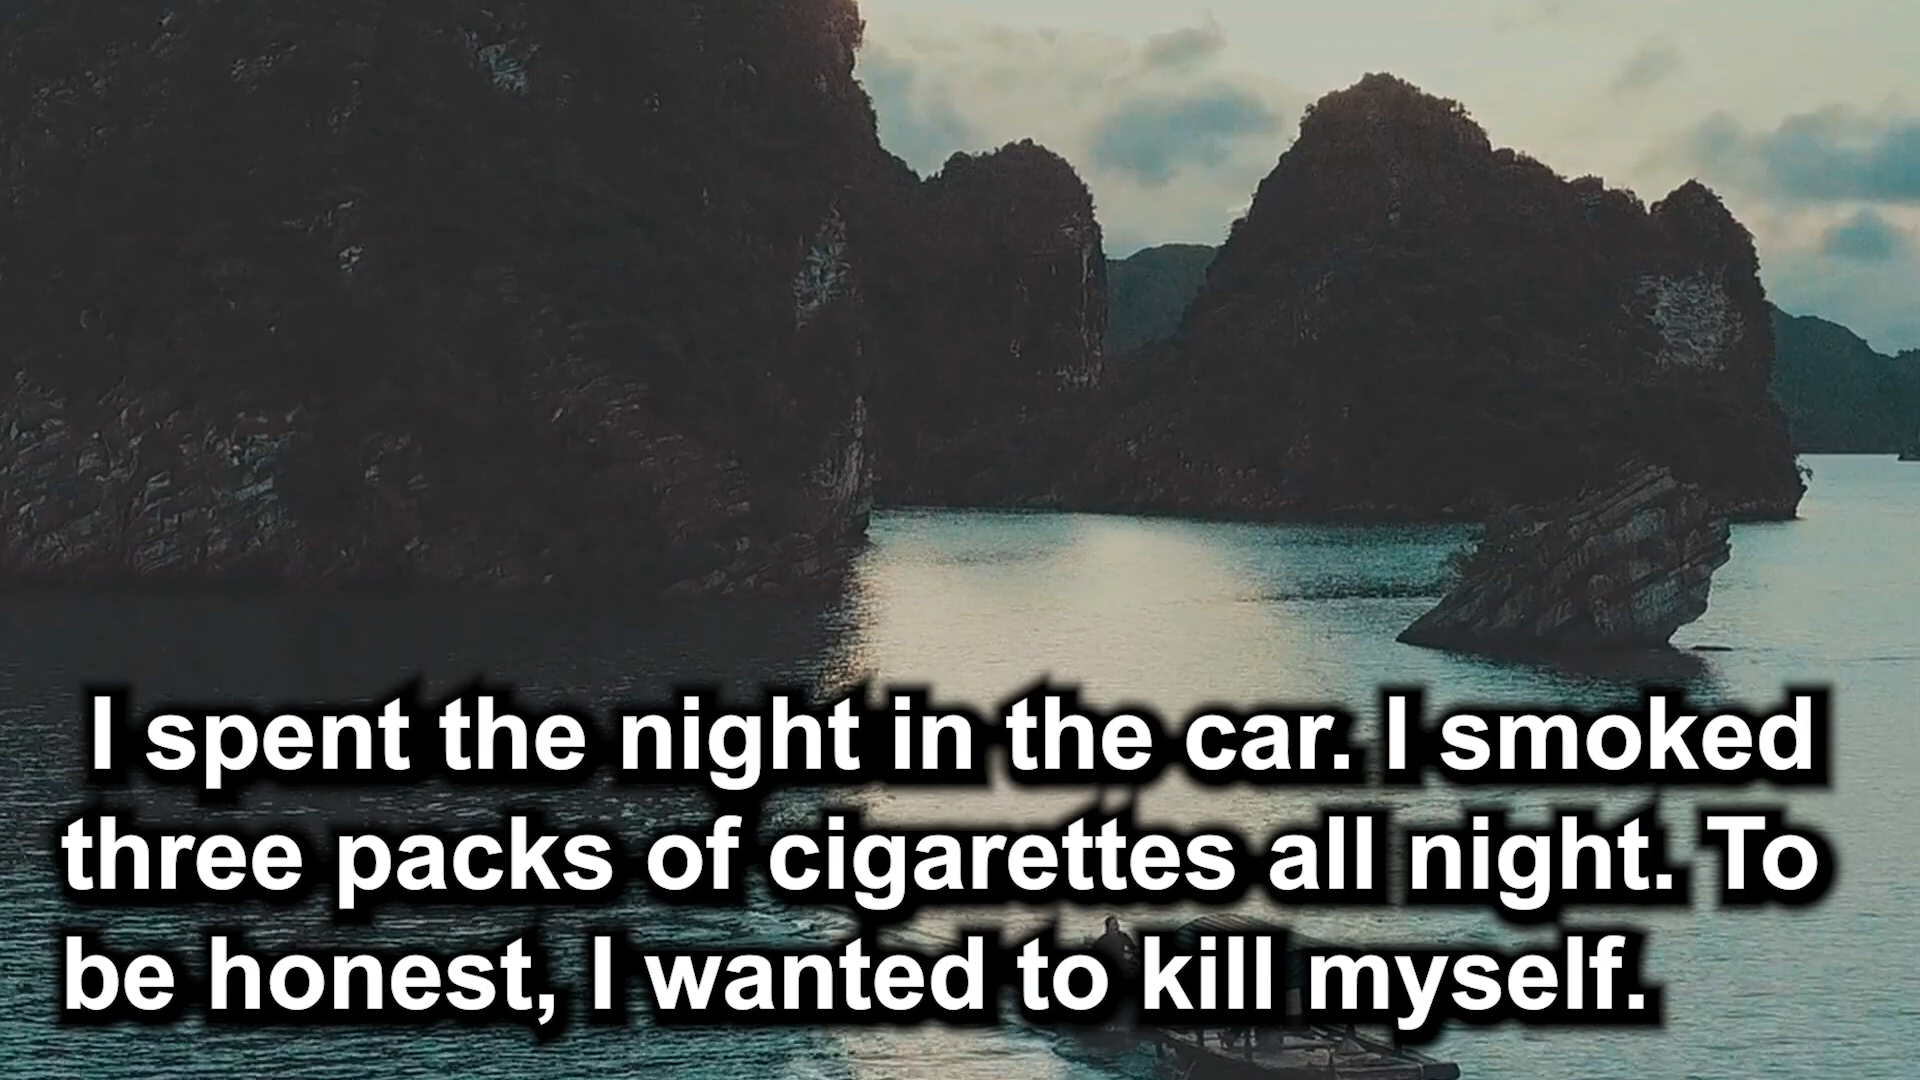 I spent the night in the car. I smoked
three packs of cigarettes all night. To
be honest, I wanted to kill myself.